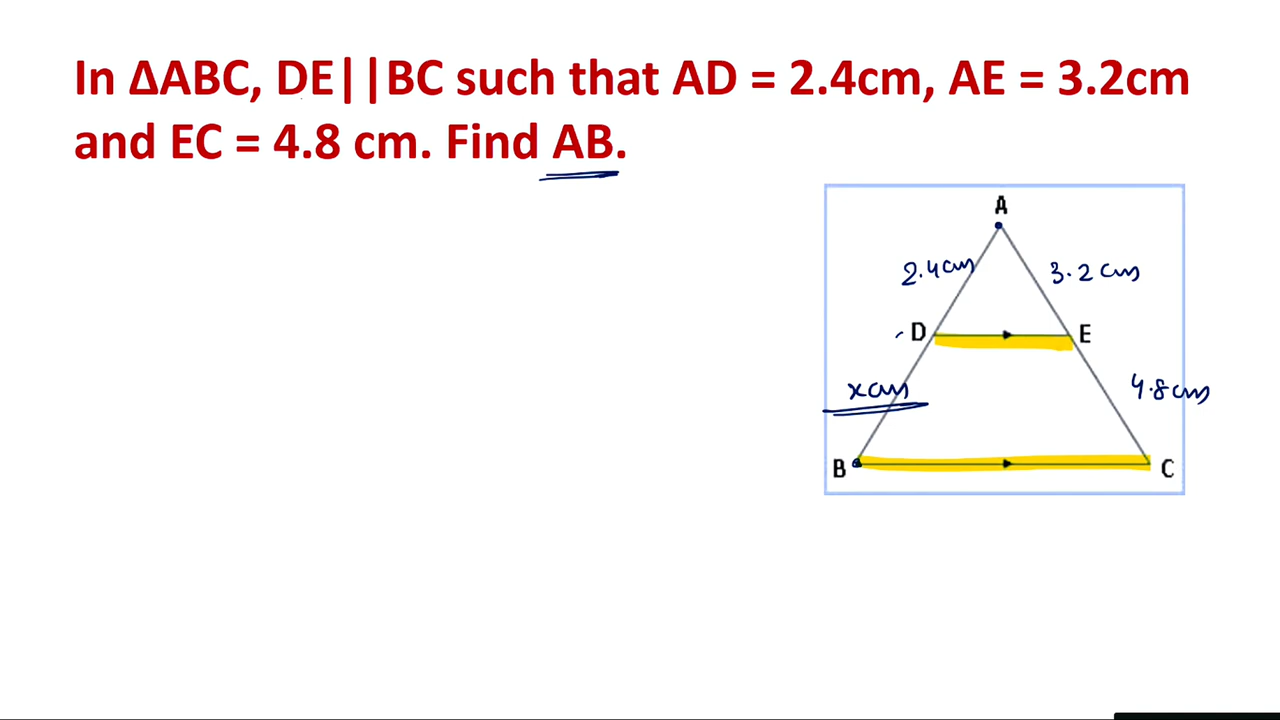 In ΔABC, DE||BC such that AD = 2.4cm, AE = 3.2cm
and EC = 4.8 cm. Find AB.
A
2.4cm 3.2 cm
D E
x cm 4.8cm
B C